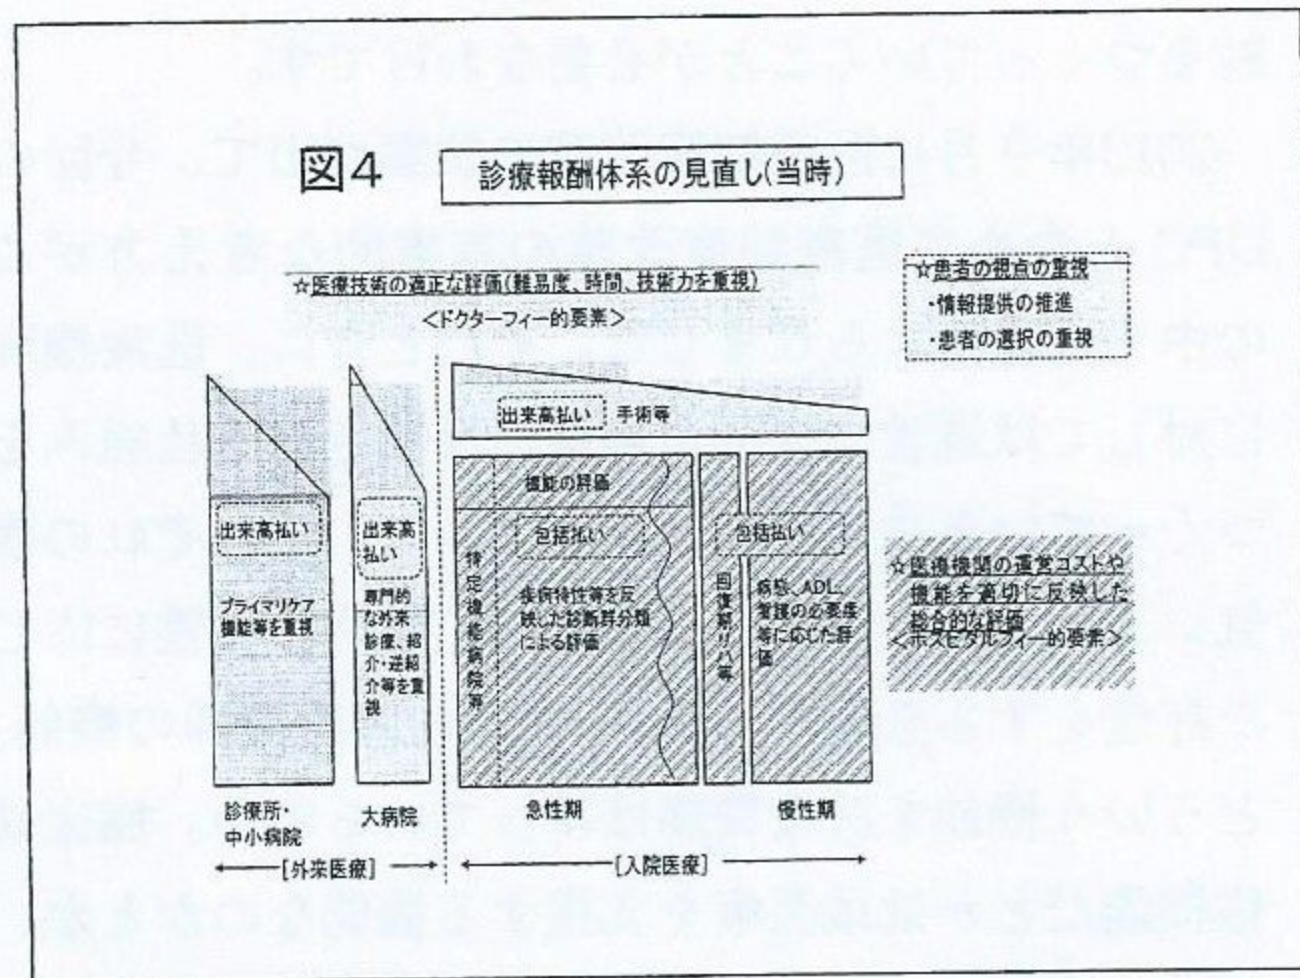 図4
診療報酬体系の見直し(当時)
☆医療技術の適正な評価(難易度、時間、技術力を重視)
<ドクターフィー的要素>
☆患者の視点の重視
・情報提供の推進
・患者の選択の重視
出来高払い 手術等
機能の評価
出来高払い
プライマリケア
機能等を重視
出来高
払い
専門的
な外来
診療、紹
介・逆紹
介等を重
視
特定機能病院等
包括払い
疾病特性等を反
映した診断群分類
による評価
回復期リハ等
包括払い
病態、ADL、
看護の必要度
等に応じた評
価
☆医療機関の運営コストや
機能を適切に反映した
総合的な評価
<ホスピタルフィー的要素>
診療所・
中小病院
大病院
急性期
慢性期
[外来医療]
[入院医療]